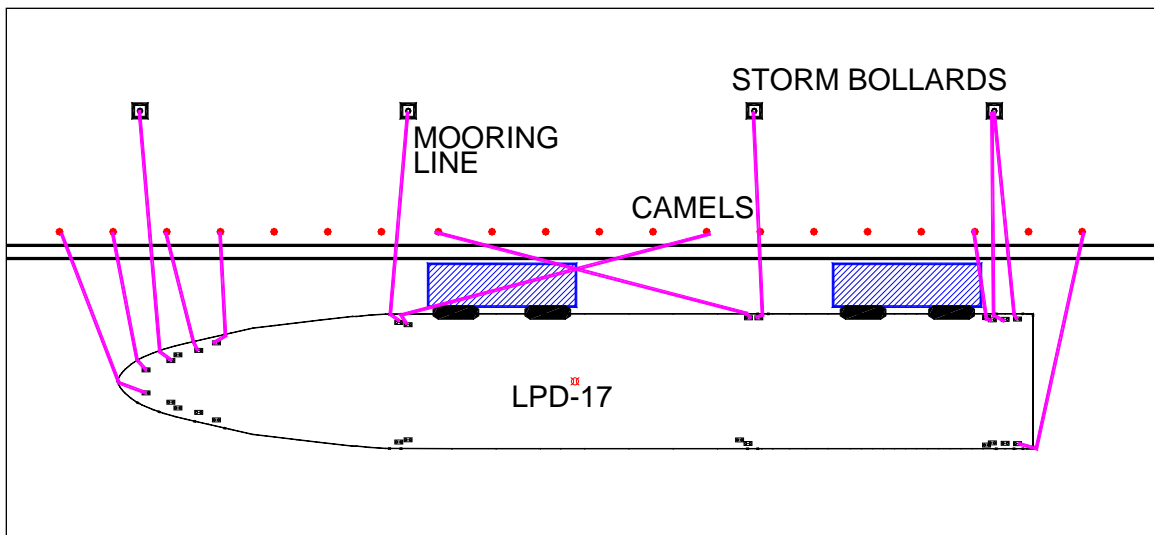 STORM BOLLARDS
MOORING
LINE
CAMELS
LPD-17